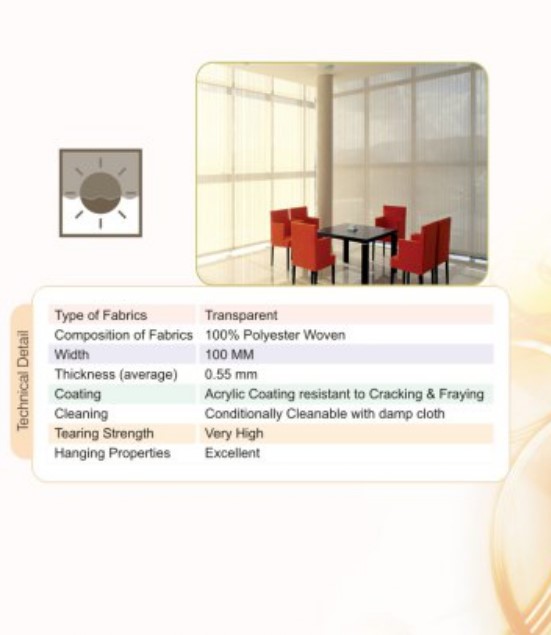 Technical Detail
Type of Fabrics Transparent
Composition of Fabrics 100% Polyester Woven
Width 100 MM
Thickness (average) 0.55 mm
Coating Acrylic Coating resistant to Cracking & Fraying
Cleaning Conditionally Cleanable with damp cloth
Tearing Strength Very High
Hanging Properties Excellent